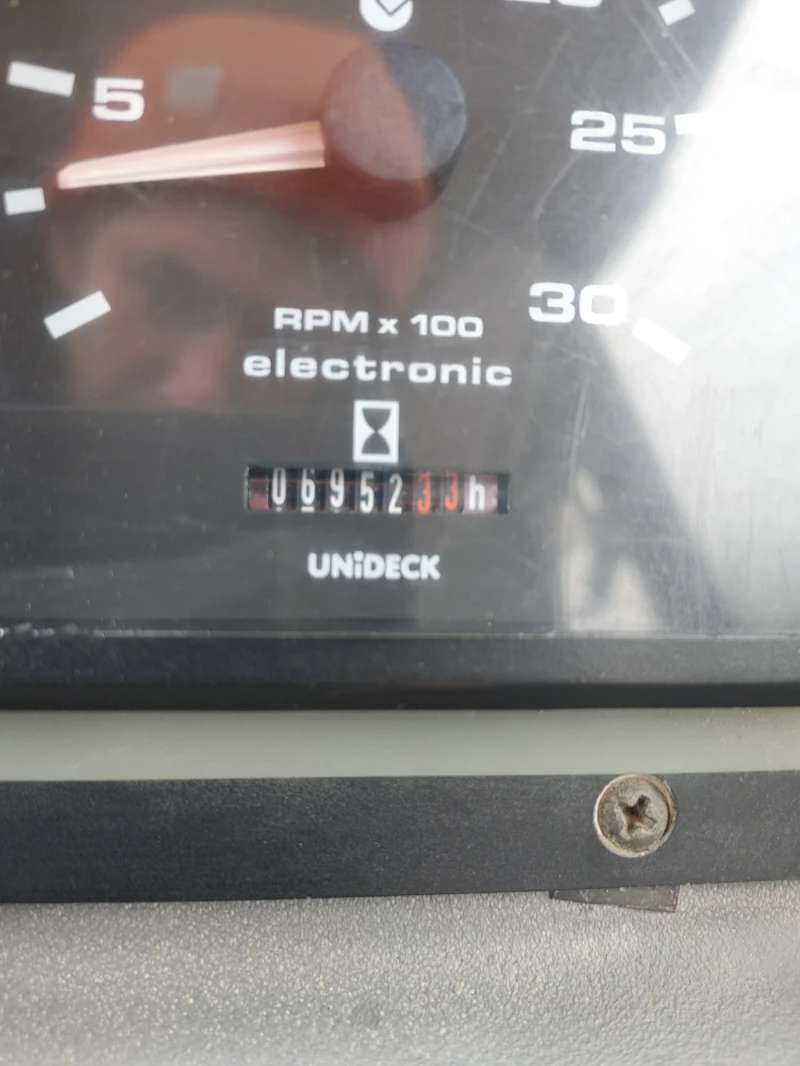 5
25
30
RPM x 100
electronic
0695233h
UNiDECK